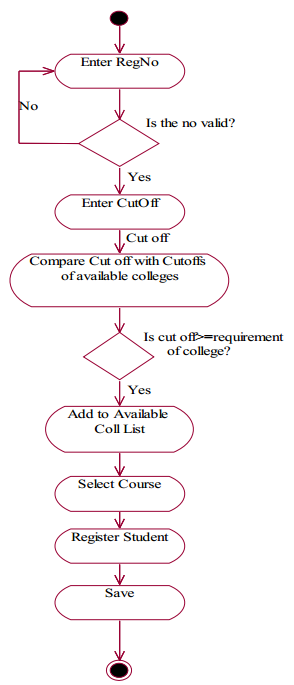 Enter RegNo
No
Is the no valid?
Yes
Enter CutOff
Cut off
Compare Cut off with Cutoffs
of available colleges
Is cut off>=requirement
of college?
Yes
Add to Available
Coll List
Select Course
Register Student
Save